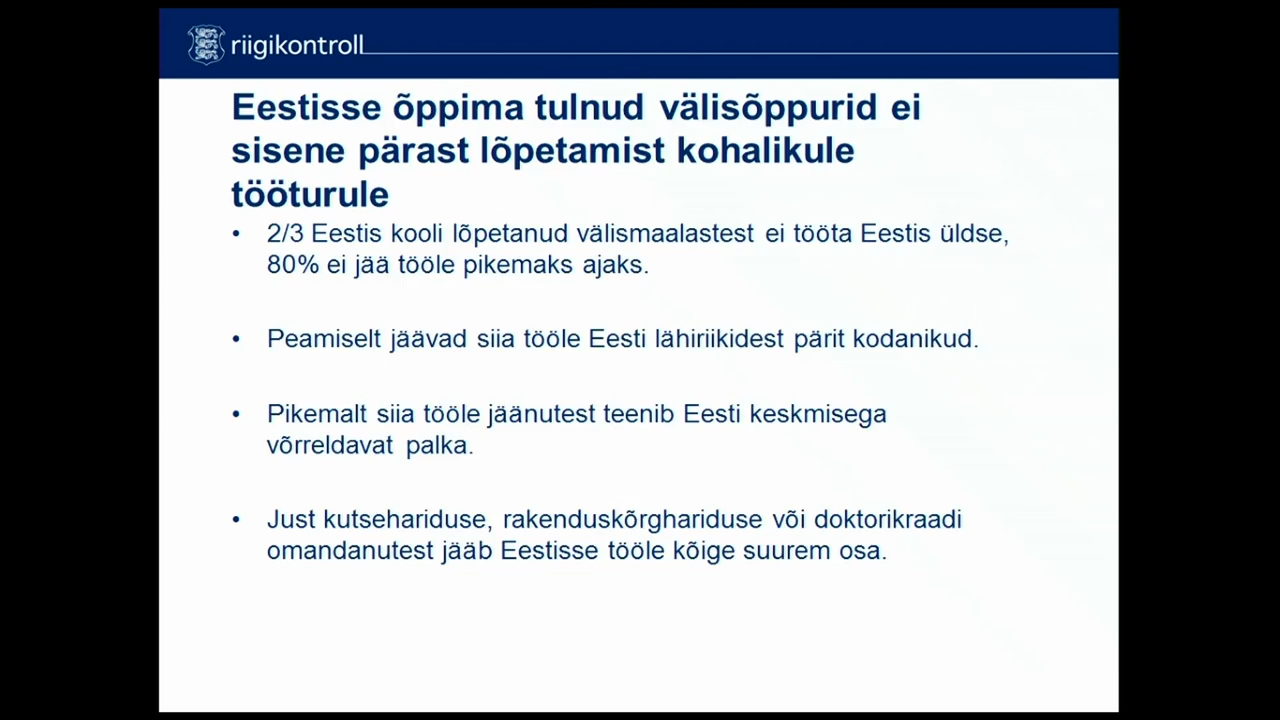 riigikontroll
Eestisse õppima tulnud välisõppurid ei
sisene pärast lõpetamist kohalikule
tööturule
• 2/3 Eestis kooli lõpetanud välismaalastest ei tööta Eestis üldse,
80% ei jää tööle pikemaks ajaks.
• Peamiselt jäävad siia tööle Eesti lähiriikidest pärit kodanikud.
• Pikemalt siia tööle jäänutest teenib Eesti keskmisega
võrreldavat palka.
• Just kutsehariduse, rakenduskõrghariduse või doktorikraadi
omandanutest jääb Eestisse tööle kõige suurem osa.